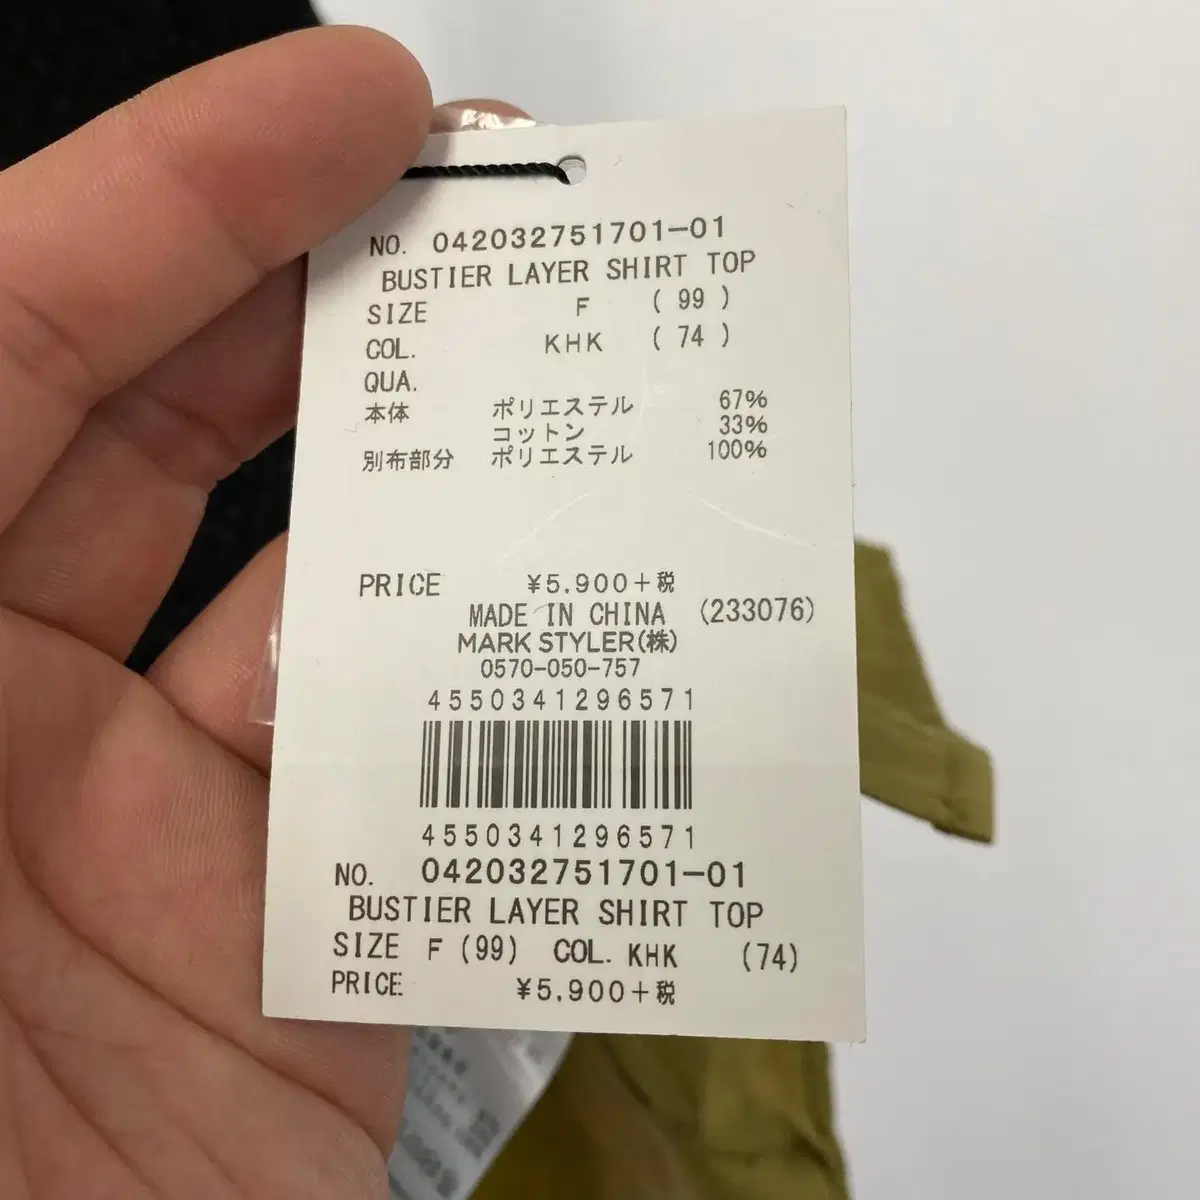 NO. 042032751701-01
BUSTIER LAYER SHIRT TOP
SIZE F ( 99 )
COL. KHK ( 74 )
QUA.
本体 ポリエステル 67%
コットン 33%
別布部分 ポリエステル 100%
PRICE ¥5,900+税
MADE IN CHINA (233076)
MARK STYLER(株)
0570-050-757
4550341296571
4550341296571
NO. 042032751701-01
BUSTIER LAYER SHIRT TOP
SIZE F (99) COL. KHK (74)
PRICE ¥5,900+税